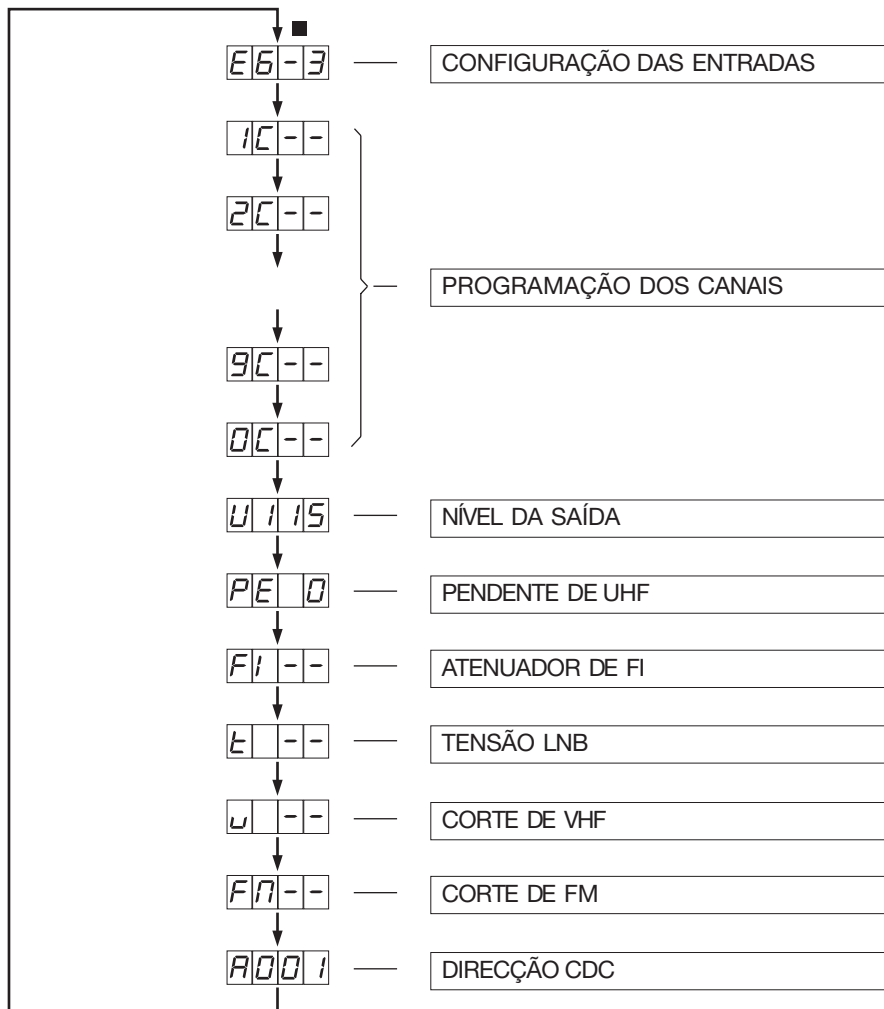 E6-3 CONFIGURAÇÃO DAS ENTRADAS
1C--
2C--
PROGRAMAÇÃO DOS CANAIS
9C--
0C--
U115 NÍVEL DA SAÍDA
PE 0 PENDENTE DE UHF
FI-- ATENUADOR DE FI
t -- TENSÃO LNB
u -- CORTE DE VHF
FM-- CORTE DE FM
A001 DIRECÇÃO CDC